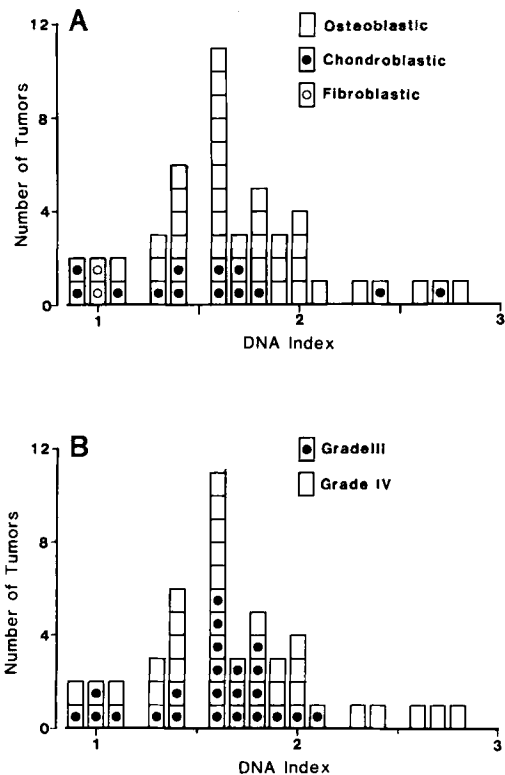 A
12
8
4
0
Number of Tumors
Osteoblastic
Chondroblastic
Fibroblastic
1
2
3
DNA Index
B
12
8
4
0
Number of Tumors
GradeIII
Grade IV
1
2
3
DNA Index